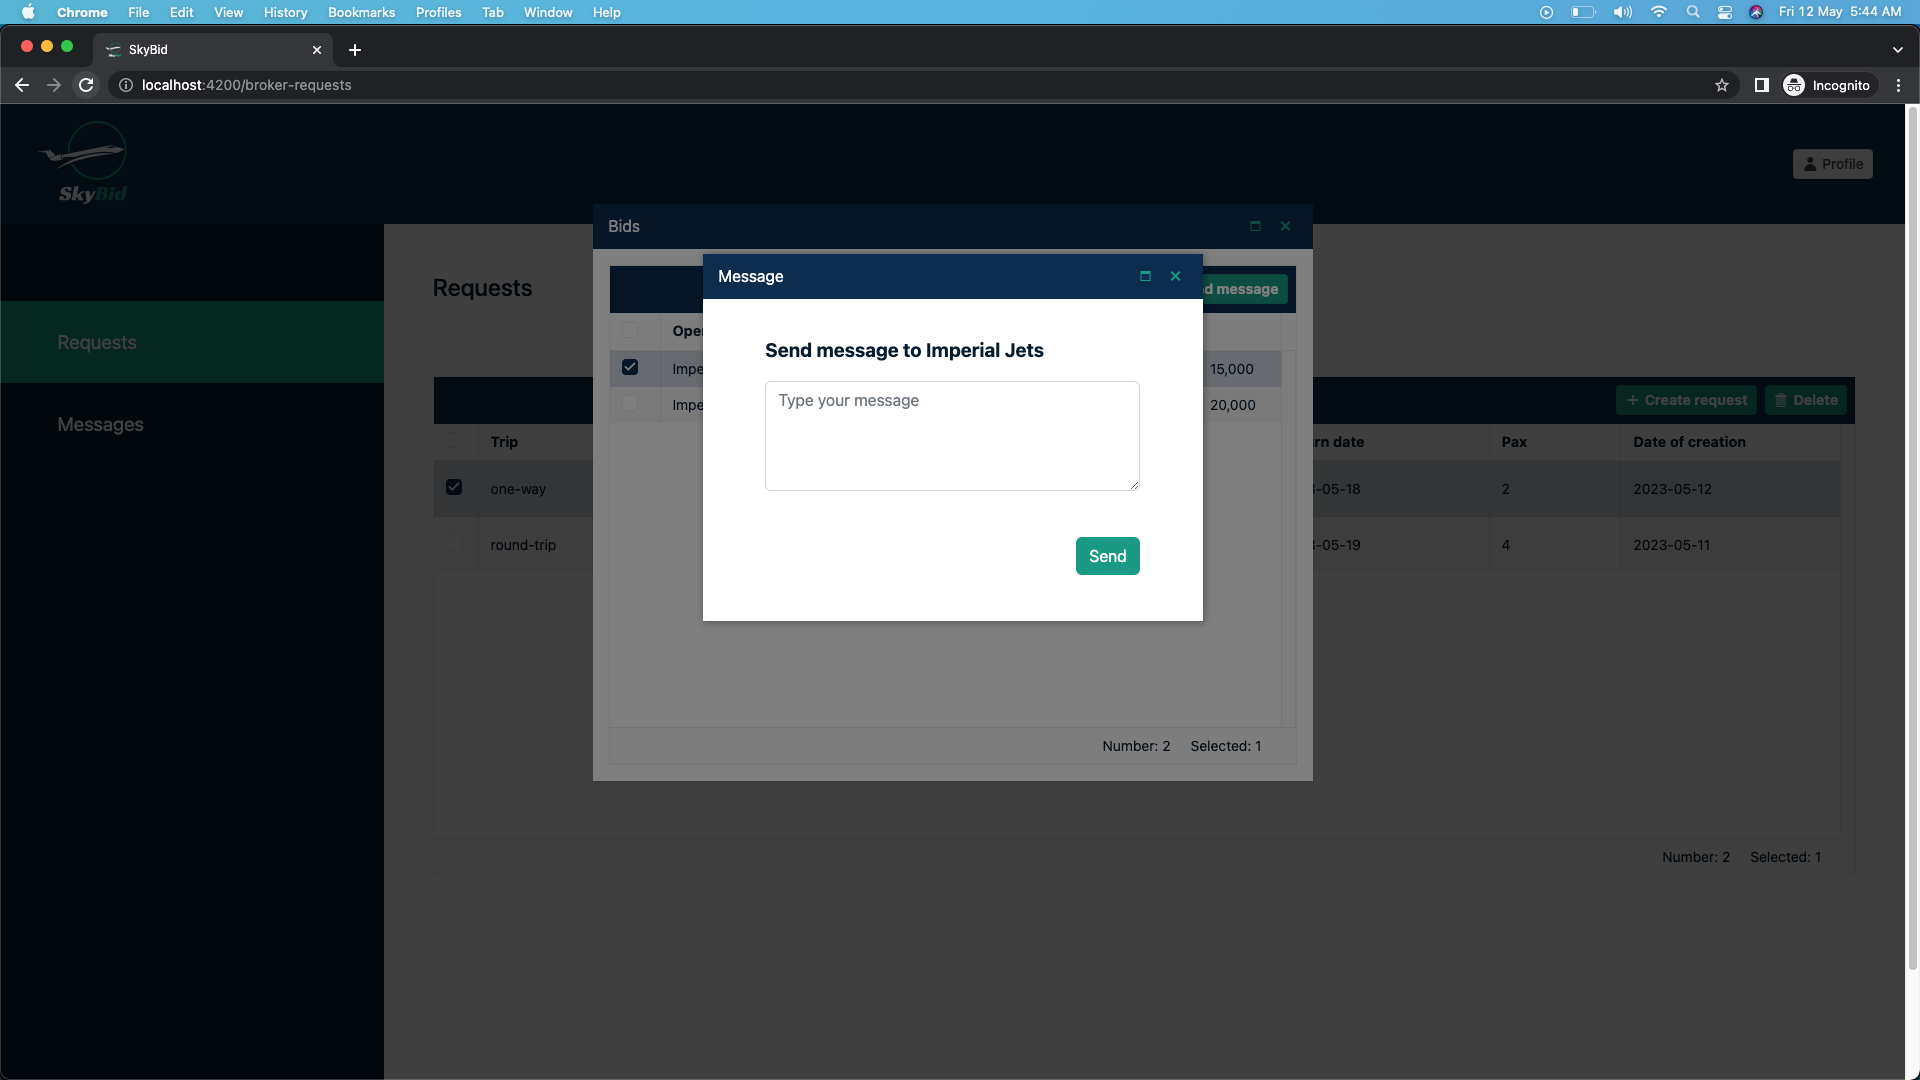 Chrome File Edit View History Bookmarks Profiles Tab Window Help Fri 12 May 5:44 AM
SkyBid
localhost:4200/broker-requests Incognito
SkyBid
Profile
Bids
Message
Requests
Send message to Imperial Jets
d message
Ope
Requests
Impe 15,000
Type your message
Impe 20,000
Create request Delete
Messages
Trip rn date Pax Date of creation
one-way -05-18 2 2023-05-12
round-trip -05-19 4 2023-05-11
Send
Number: 2 Selected: 1
Number: 2 Selected: 1